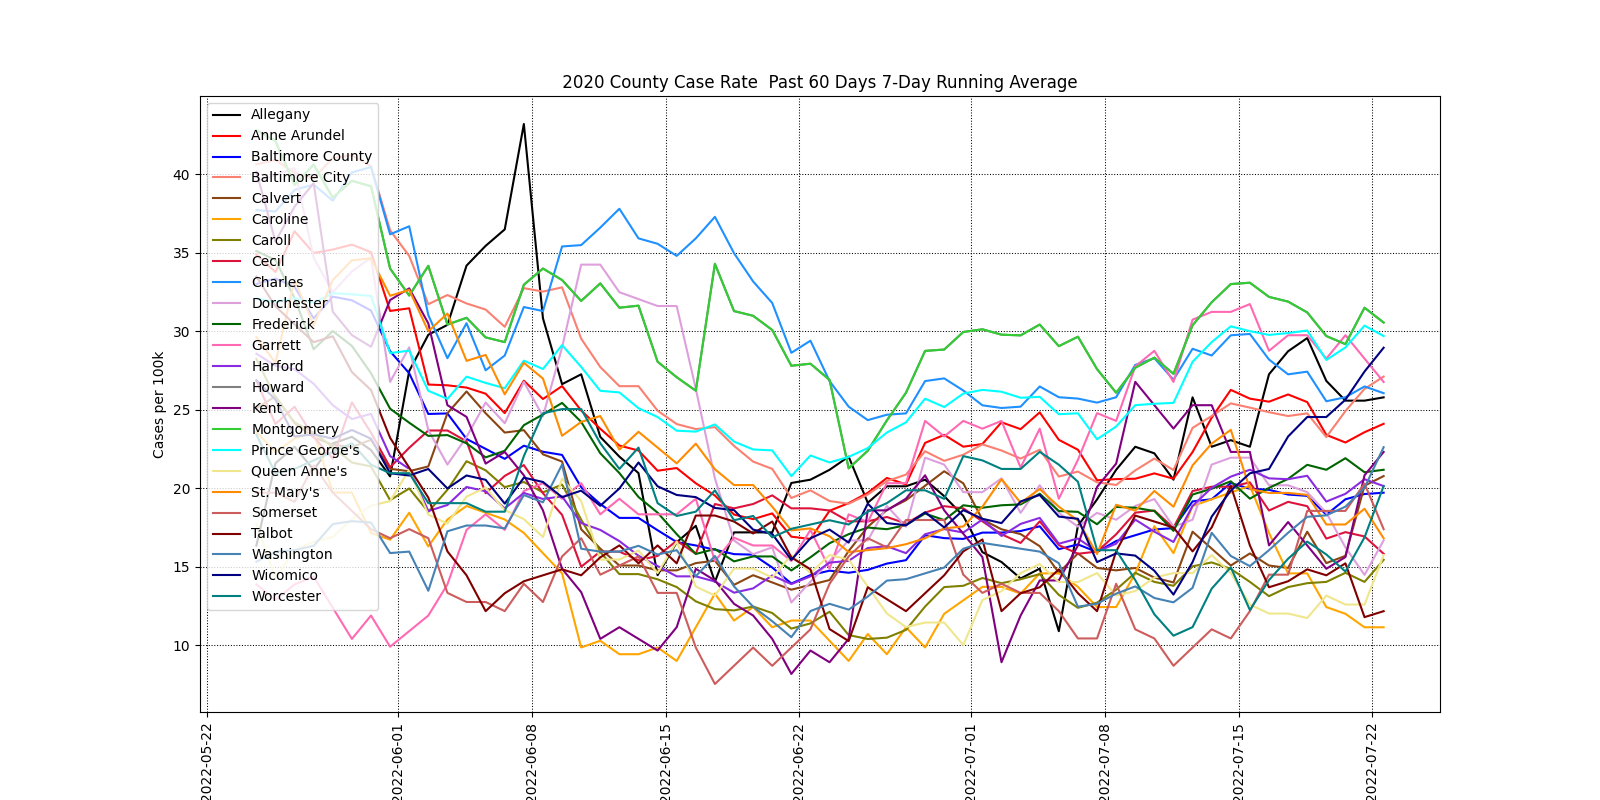 2020 County Case Rate  Past 60 Days 7-Day Running Average
Allegany
Anne Arundel
Baltimore County
Baltimore City
Calvert
Caroline
Caroll
Cecil
Charles
Dorchester
Frederick
Garrett
Harford
Howard
Kent
Montgomery
Prince George's
Queen Anne's
St. Mary's
Somerset
Talbot
Washington
Wicomico
Worcester
Cases per 100k
40
35
30
25
20
15
10
2022-05-22
2022-06-01
2022-06-08
2022-06-15
2022-06-22
2022-07-01
2022-07-08
2022-07-15
2022-07-22